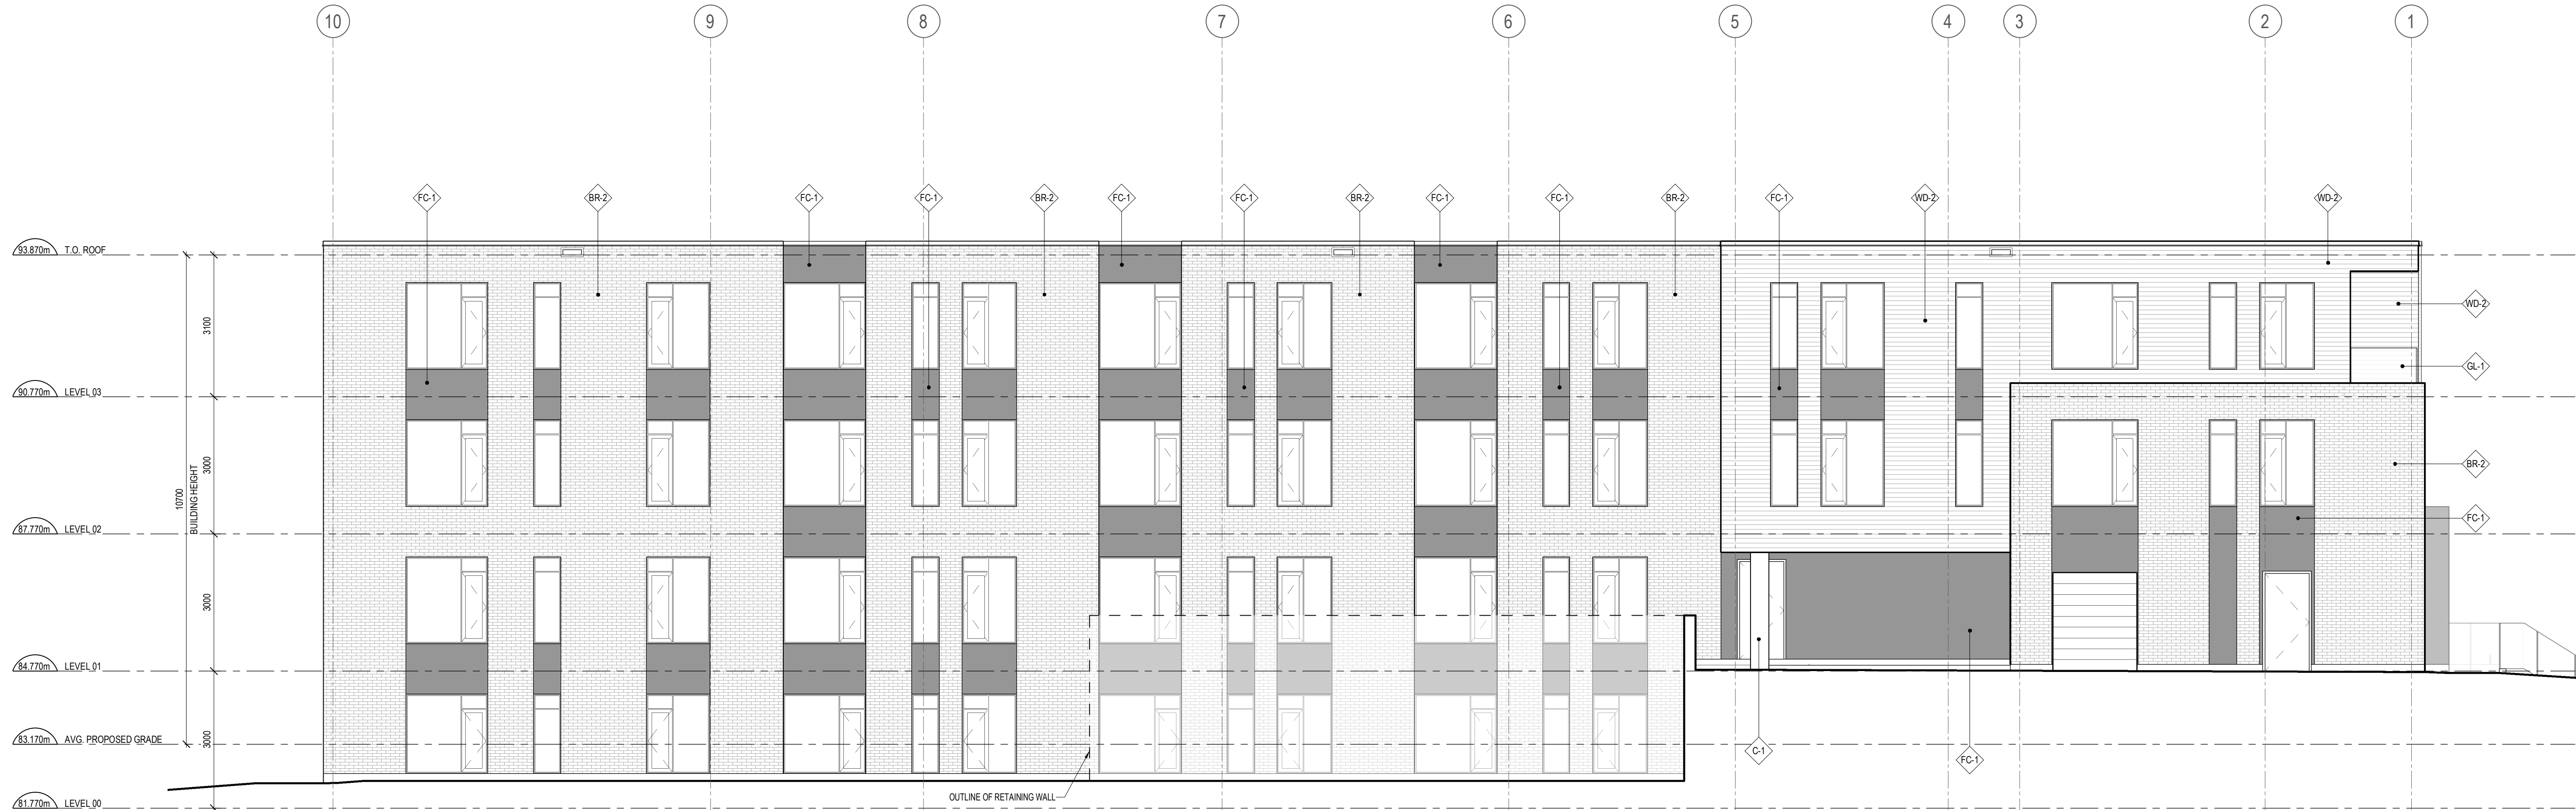 10 9 8 7 6 5 4 3 2 1
FC-1 BR-2 FC-1 FC-1 BR-2 FC-1 FC-1 BR-2 FC-1 FC-1 BR-2 FC-1 WD-2 WD-2
93.870m T.O. ROOF
3100
WD-2
GL-1
90.770m LEVEL 03
3000
10700
BUILDING HEIGHT
BR-2
FC-1
87.770m LEVEL 02
3000
84.770m LEVEL 01
83.170m AVG. PROPOSED GRADE
3000
C-1
FC-1
OUTLINE OF RETAINING WALL
81.770m LEVEL 00